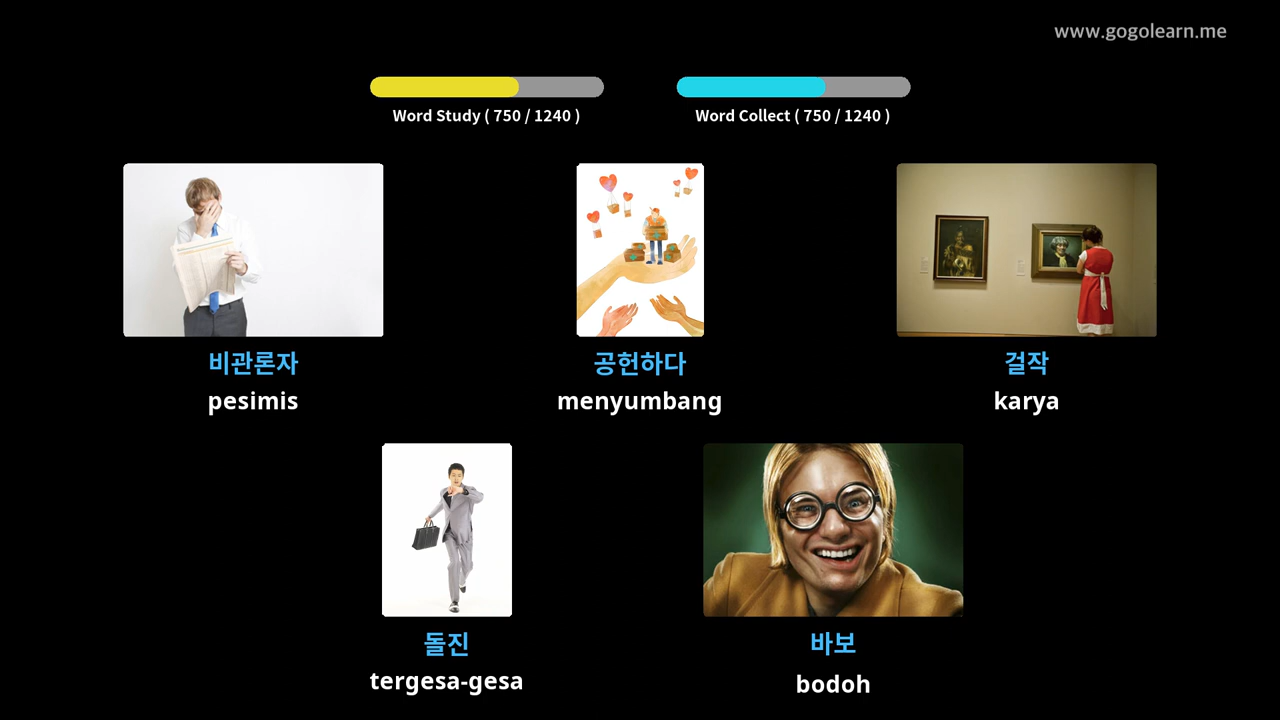 www.gogolearn.me
Word Study ( 750 / 1240 )
Word Collect ( 750 / 1240 )
비관론자
pesimis
공헌하다
menyumbang
걸작
karya
돌진
tergesa-gesa
바보
bodoh